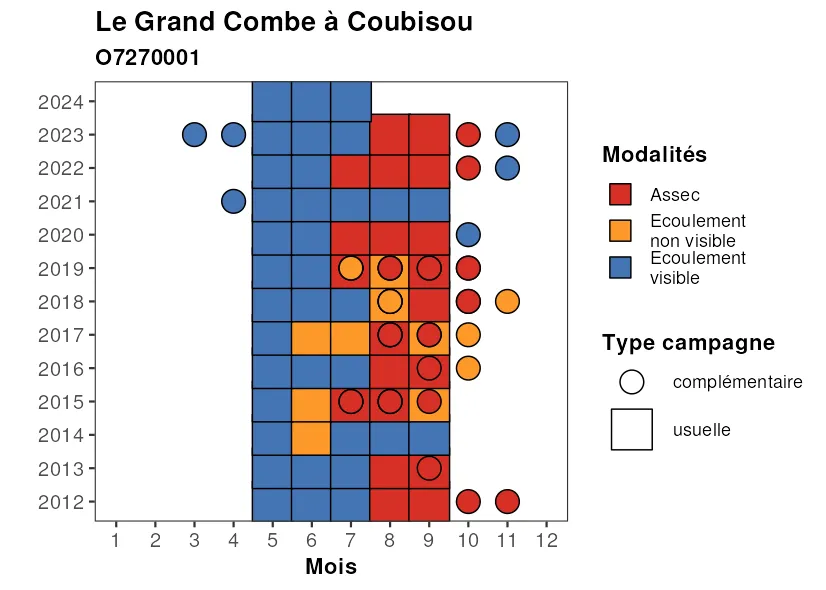 Le Grand Combe à Coubisou
O7270001
2024
2023
2022
2021
2020
2019
2018
2017
2016
2015
2014
2013
2012
1 2 3 4 5 6 7 8 9 10 11 12
Mois
Modalités
Assec
Ecoulement
non visible
Ecoulement
visible
Type campagne
complémentaire
usuelle